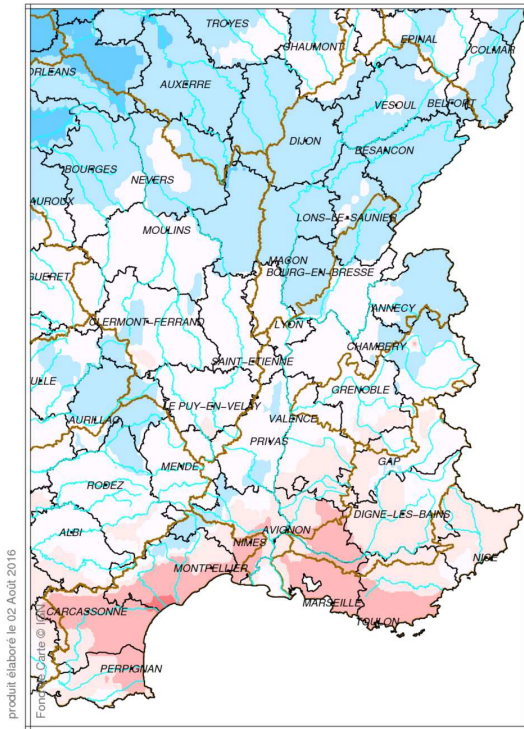 TROYES
EPINAL
CHAUMONT
COLMAR
ORLEANS
AUXERRE
VESOUL
BELFORT
DIJON
BESANCON
BOURGES
NEVERS
LONS-LE-SAUNIER
AUROUX
MOULINS
MACON
BOURG-EN-BRESSE
GUERET
ANNECY
CLERMONT-FERRAND
LYON
CHAMBERY
SAINT-ETIENNE
ULLE
GRENOBLE
LE PUY-EN-VELAY
AURILLAC
VALENCE
PRIVAS
MENDE
GAP
RODEZ
DIGNE-LES-BAINS
ALBI
AVIGNON
NIMES
NICE
MONTPELLIER
CARCASSONNE
MARSEILLE
TOULON
PERPIGNAN
produit élaboré le 02 Août 2016
Fond de Carte © IGN